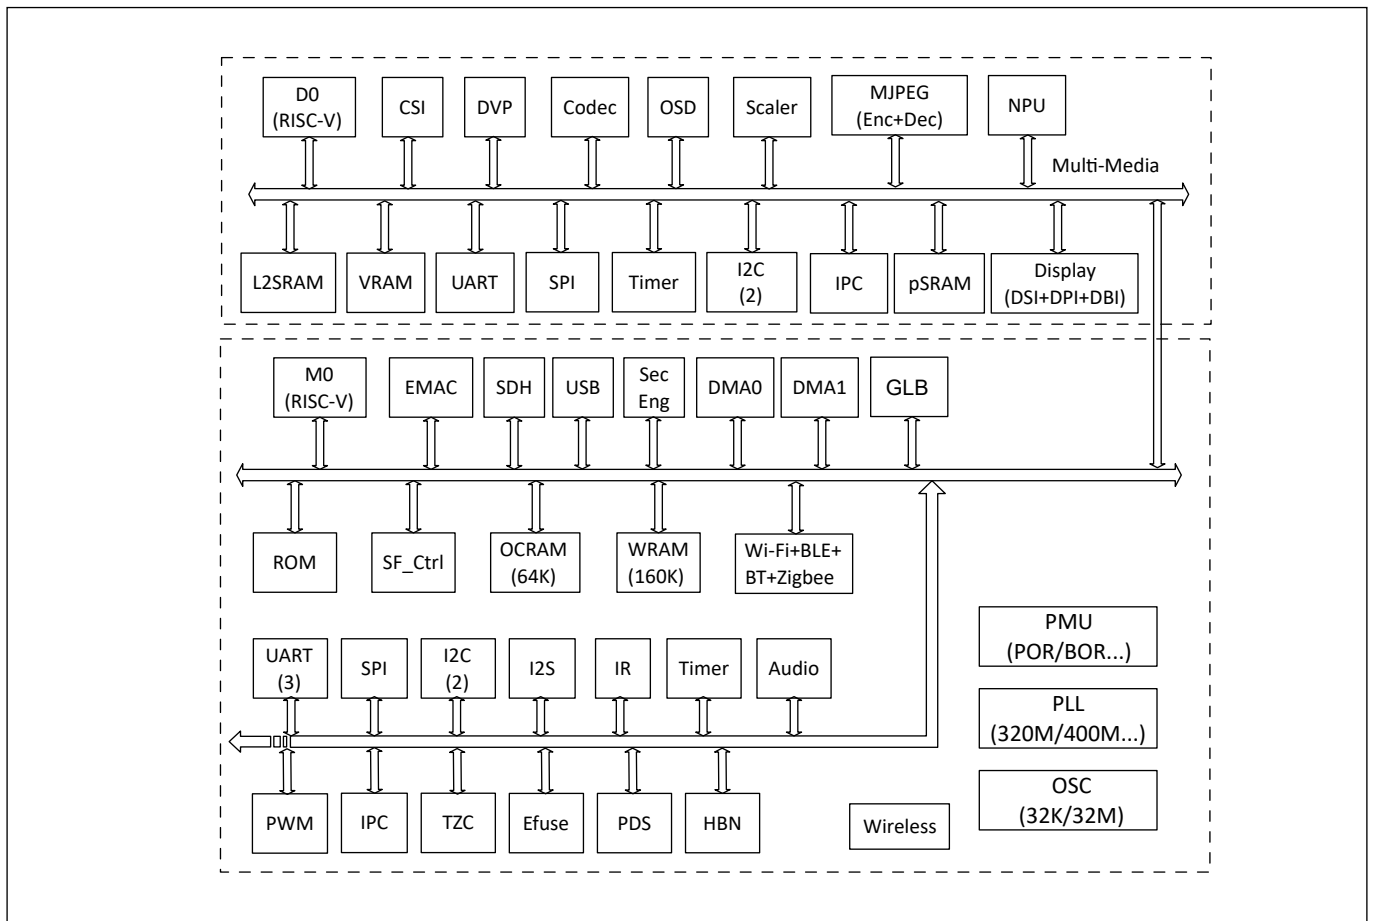 D0
(RISC-V)
CSI
DVP
Codec
OSD
Scaler
MJPEG
(Enc+Dec)
NPU
Multi-Media
L2SRAM
VRAM
UART
SPI
Timer
I2C
(2)
IPC
pSRAM
Display
(DSI+DPI+DBI)
M0
(RISC-V)
EMAC
SDH
USB
Sec
Eng
DMA0
DMA1
GLB
ROM
SF_Ctrl
OCRAM
(64K)
WRAM
(160K)
Wi-Fi+BLE+
BT+Zigbee
UART
(3)
SPI
I2C
(2)
I2S
IR
Timer
Audio
PMU
(POR/BOR...)
PLL
(320M/400M...)
OSC
(32K/32M)
PWM
IPC
TZC
Efuse
PDS
HBN
Wireless